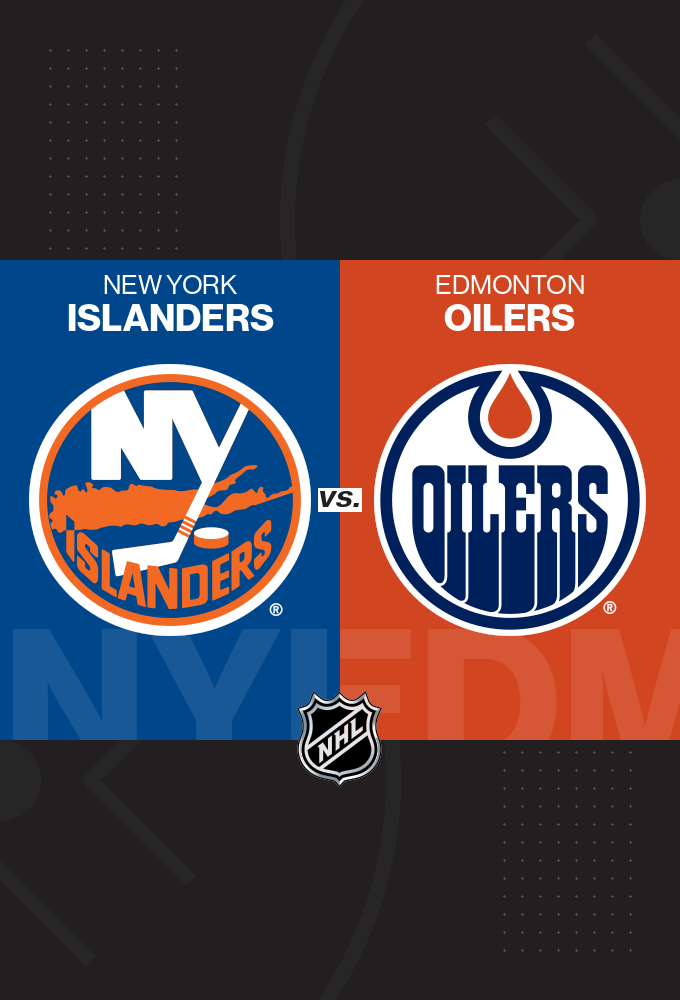 NEW YORK
ISLANDERS
EDMONTON
OILERS
NY
ISLANDERS
®
vs.
OILERS
®
NYI
EDM
NHL